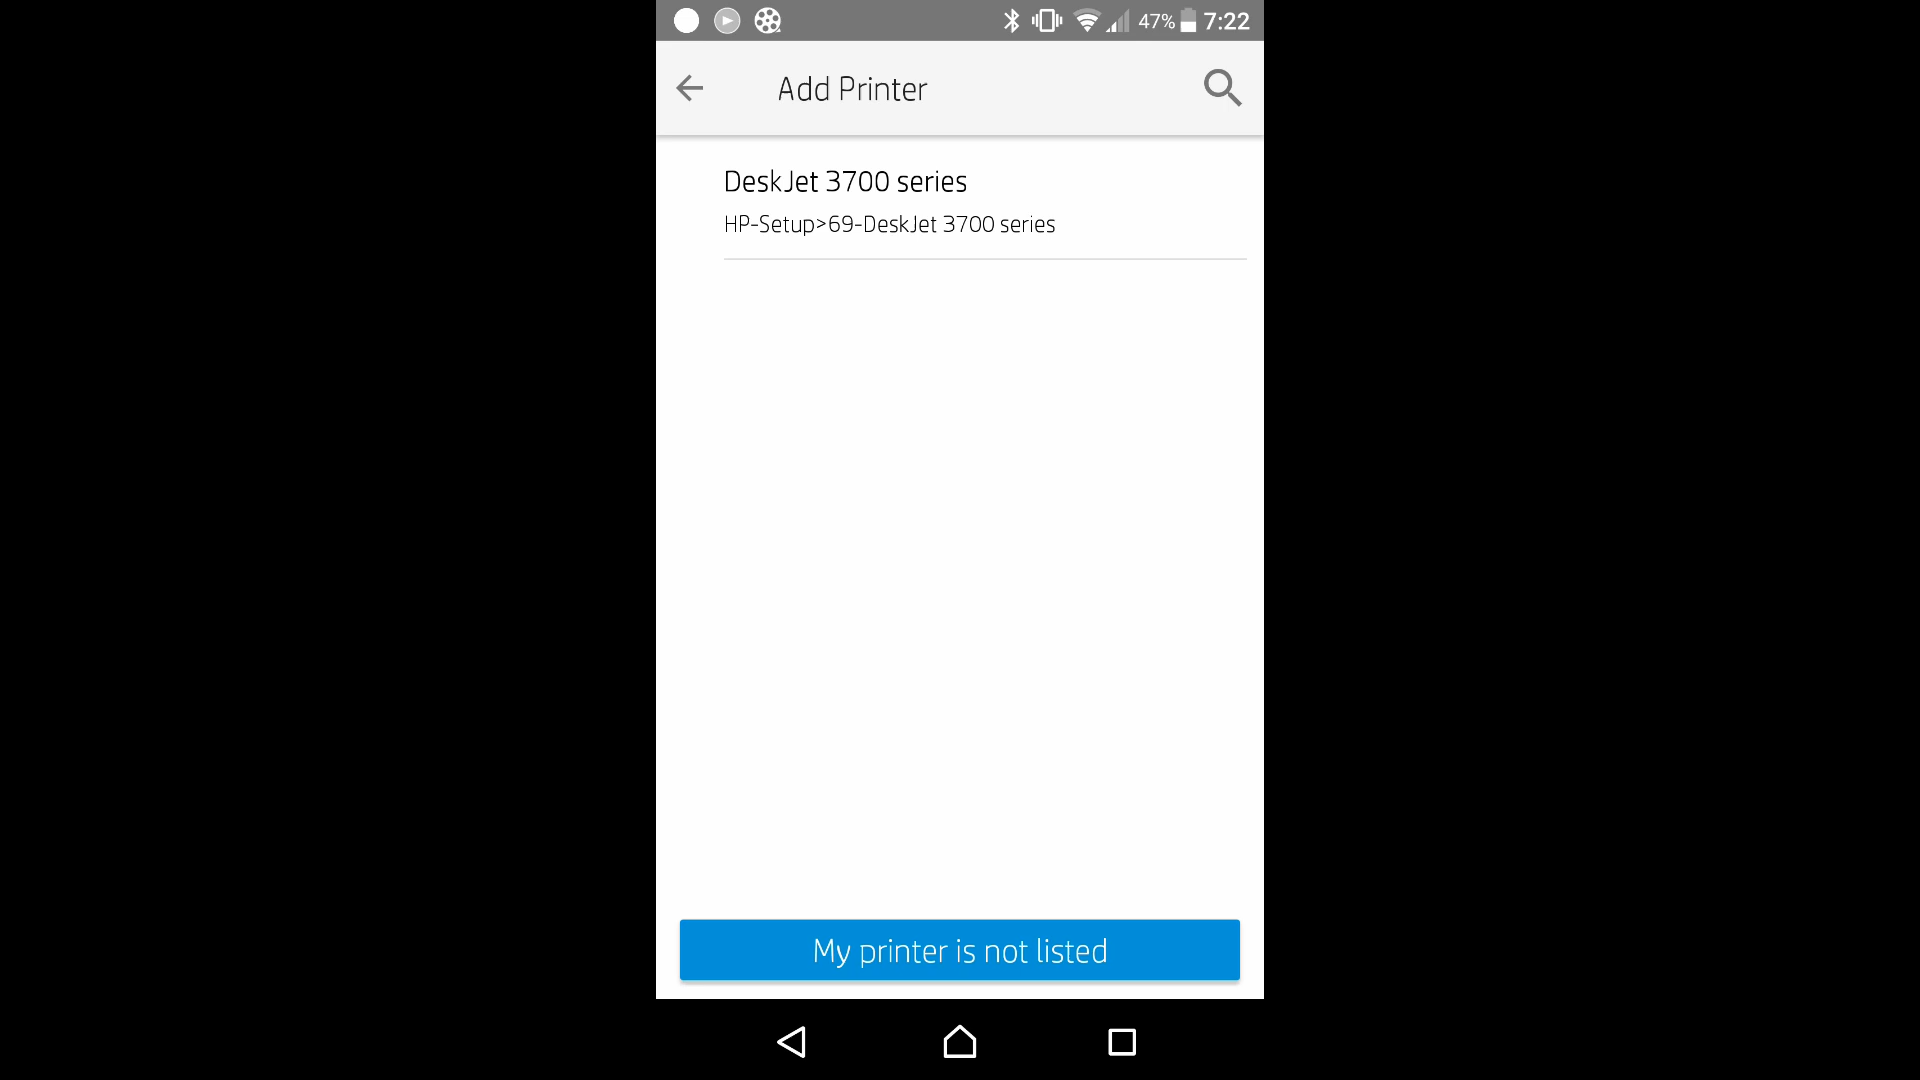 47% 7:22
Add Printer
DeskJet 3700 series
HP-Setup>69-DeskJet 3700 series
My printer is not listed